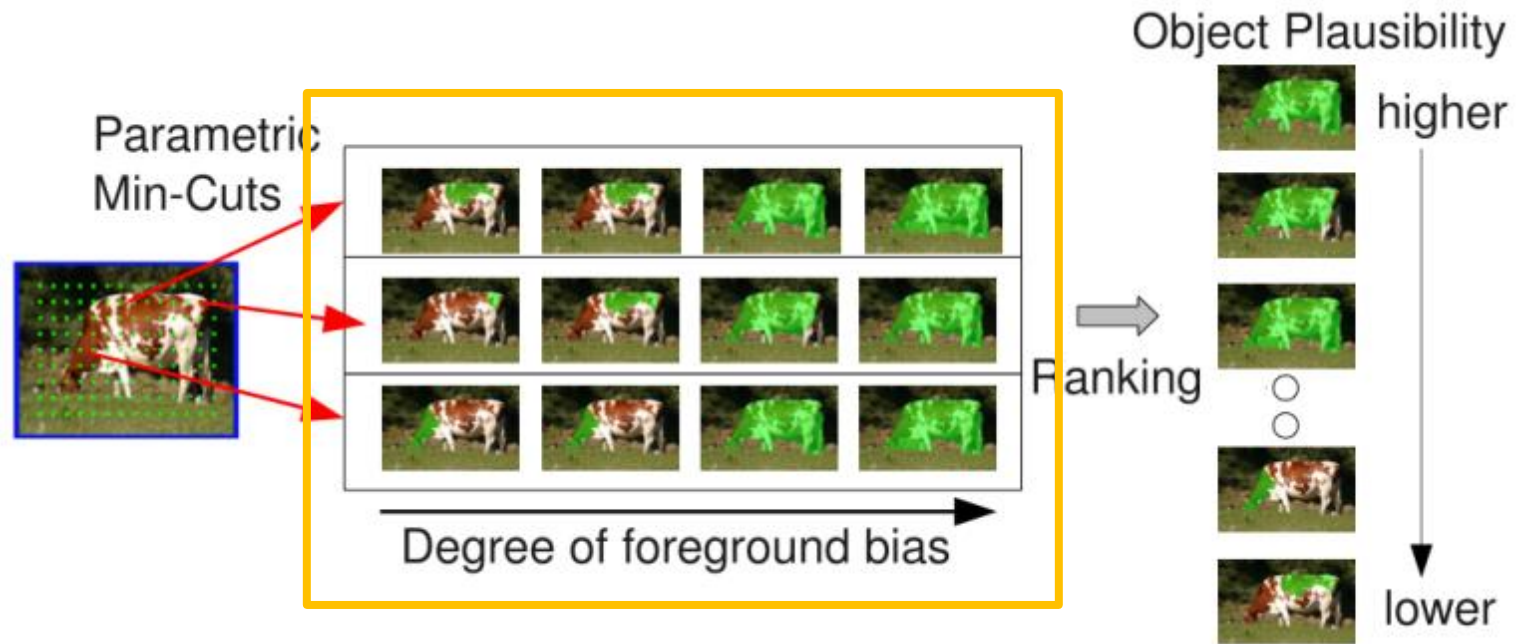 Object Plausibility
higher
Parametric
Min-Cuts
Ranking
Degree of foreground bias
lower